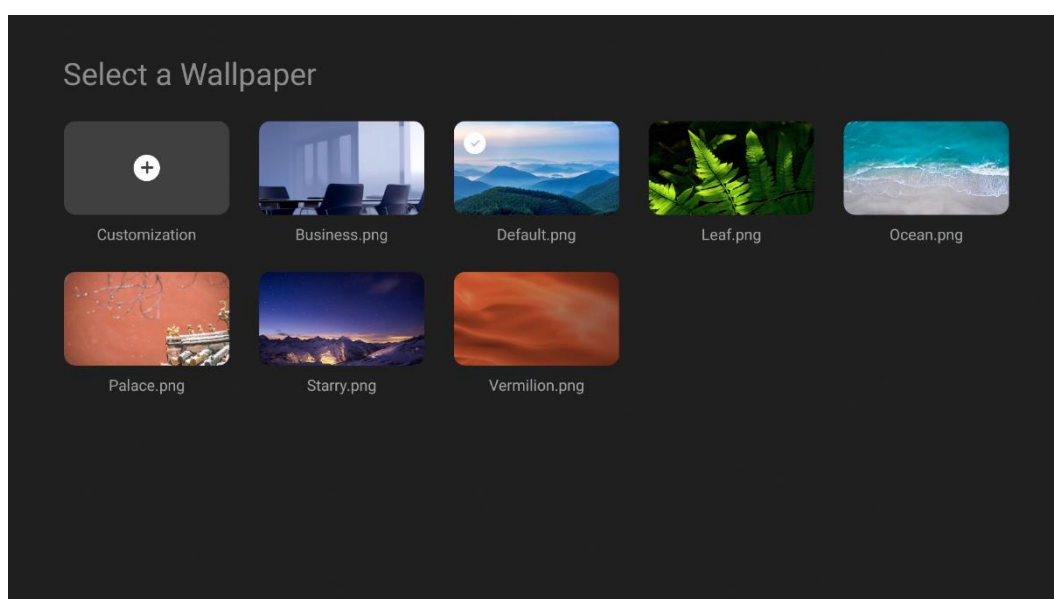 Select a Wallpaper
Customization
Business.png
Default.png
Leaf.png
Ocean.png
Palace.png
Starry.png
Vermilion.png